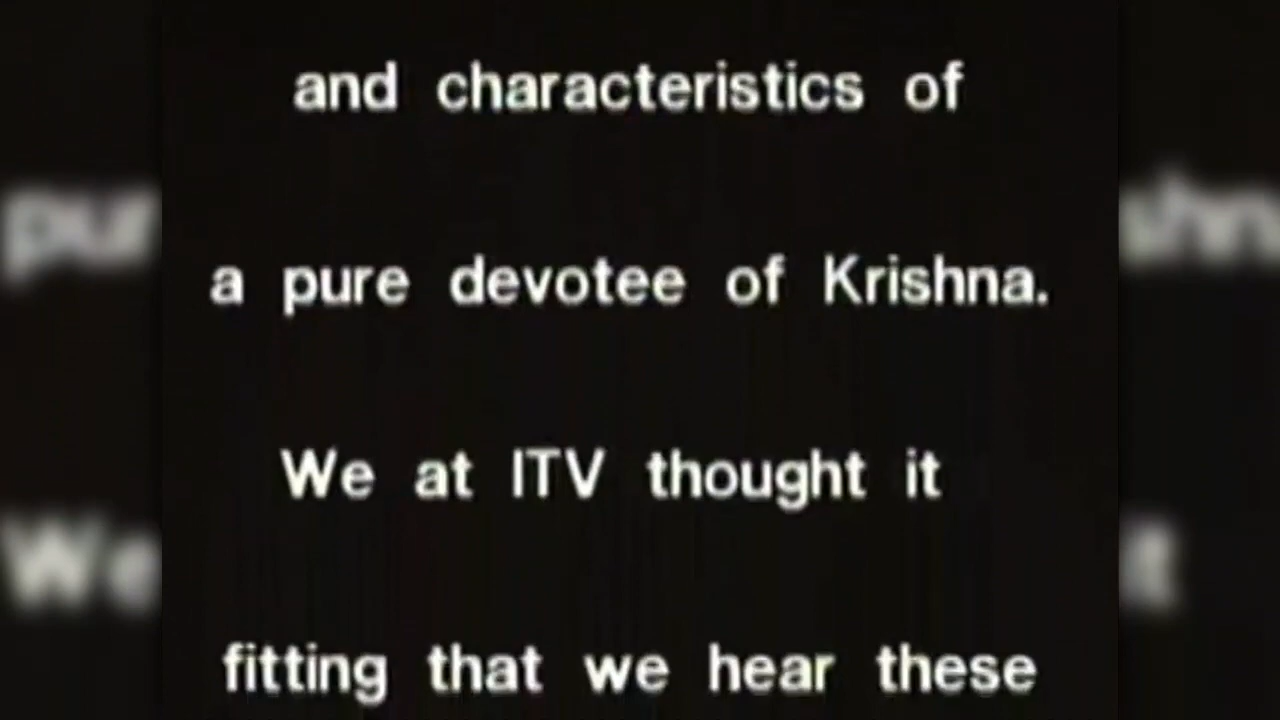 and characteristics of
a pure devotee of Krishna.
We at ITV thought it
fitting that we hear these